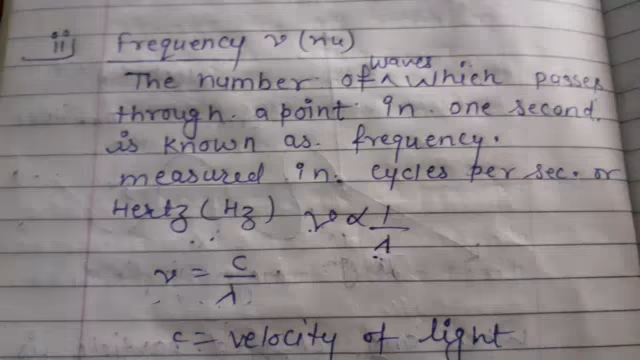 ii) frequency ν (niu)
The number of ^ waves which passes
through a point in one second.
is known as frequency.
measured in cycles per sec. or
Hertz (Hz) ν ∝ 1/λ
ν = c/λ
c = velocity of light